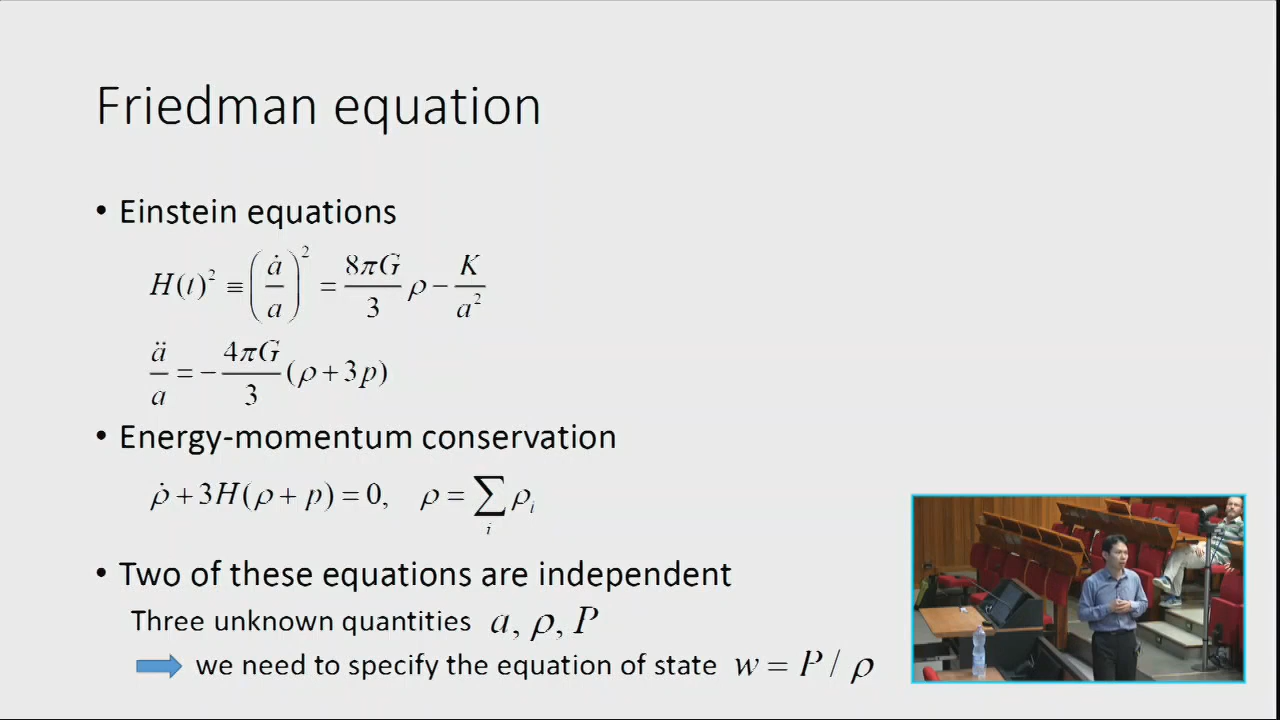 Friedman equation
• Einstein equations
H(t)² ≡ (ȧ/a)² = 8πG/3 ρ − K/a²
ä/a = − 4πG/3 (ρ + 3p)
• Energy-momentum conservation
ρ̇ + 3H(ρ + p) = 0, ρ = ∑ᵢ ρᵢ
• Two of these equations are independent
Three unknown quantities a, ρ, P
we need to specify the equation of state w = P / ρ